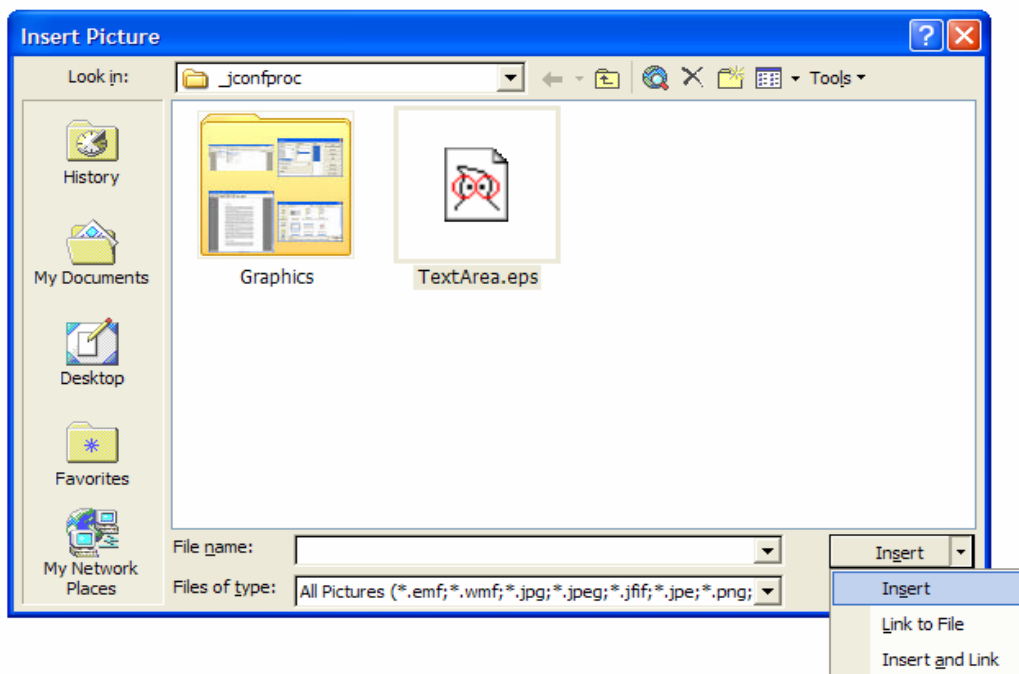 Insert Picture
Look in:
_jconfproc
Tools
History
My Documents
Desktop
Favorites
My Network
Places
Graphics
TextArea.eps
File name:
Insert
Files of type:
All Pictures (*.emf;*.wmf;*.jpg;*.jpeg;*.jfif;*.jpe;*.png;
Insert
Link to File
Insert and Link